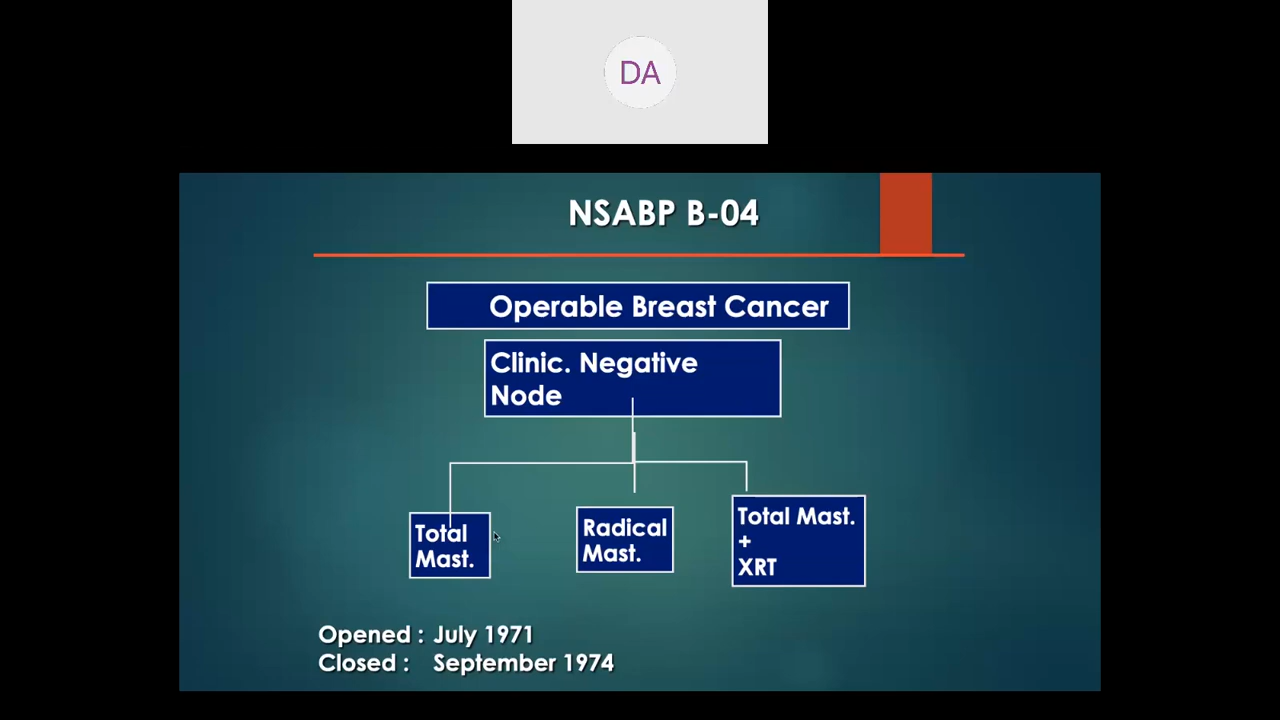 DA
NSABP B-04
Operable Breast Cancer
Clinic. Negative
Node
Total
Mast.
Radical
Mast.
Total Mast.
+
XRT
Opened : July 1971
Closed : September 1974